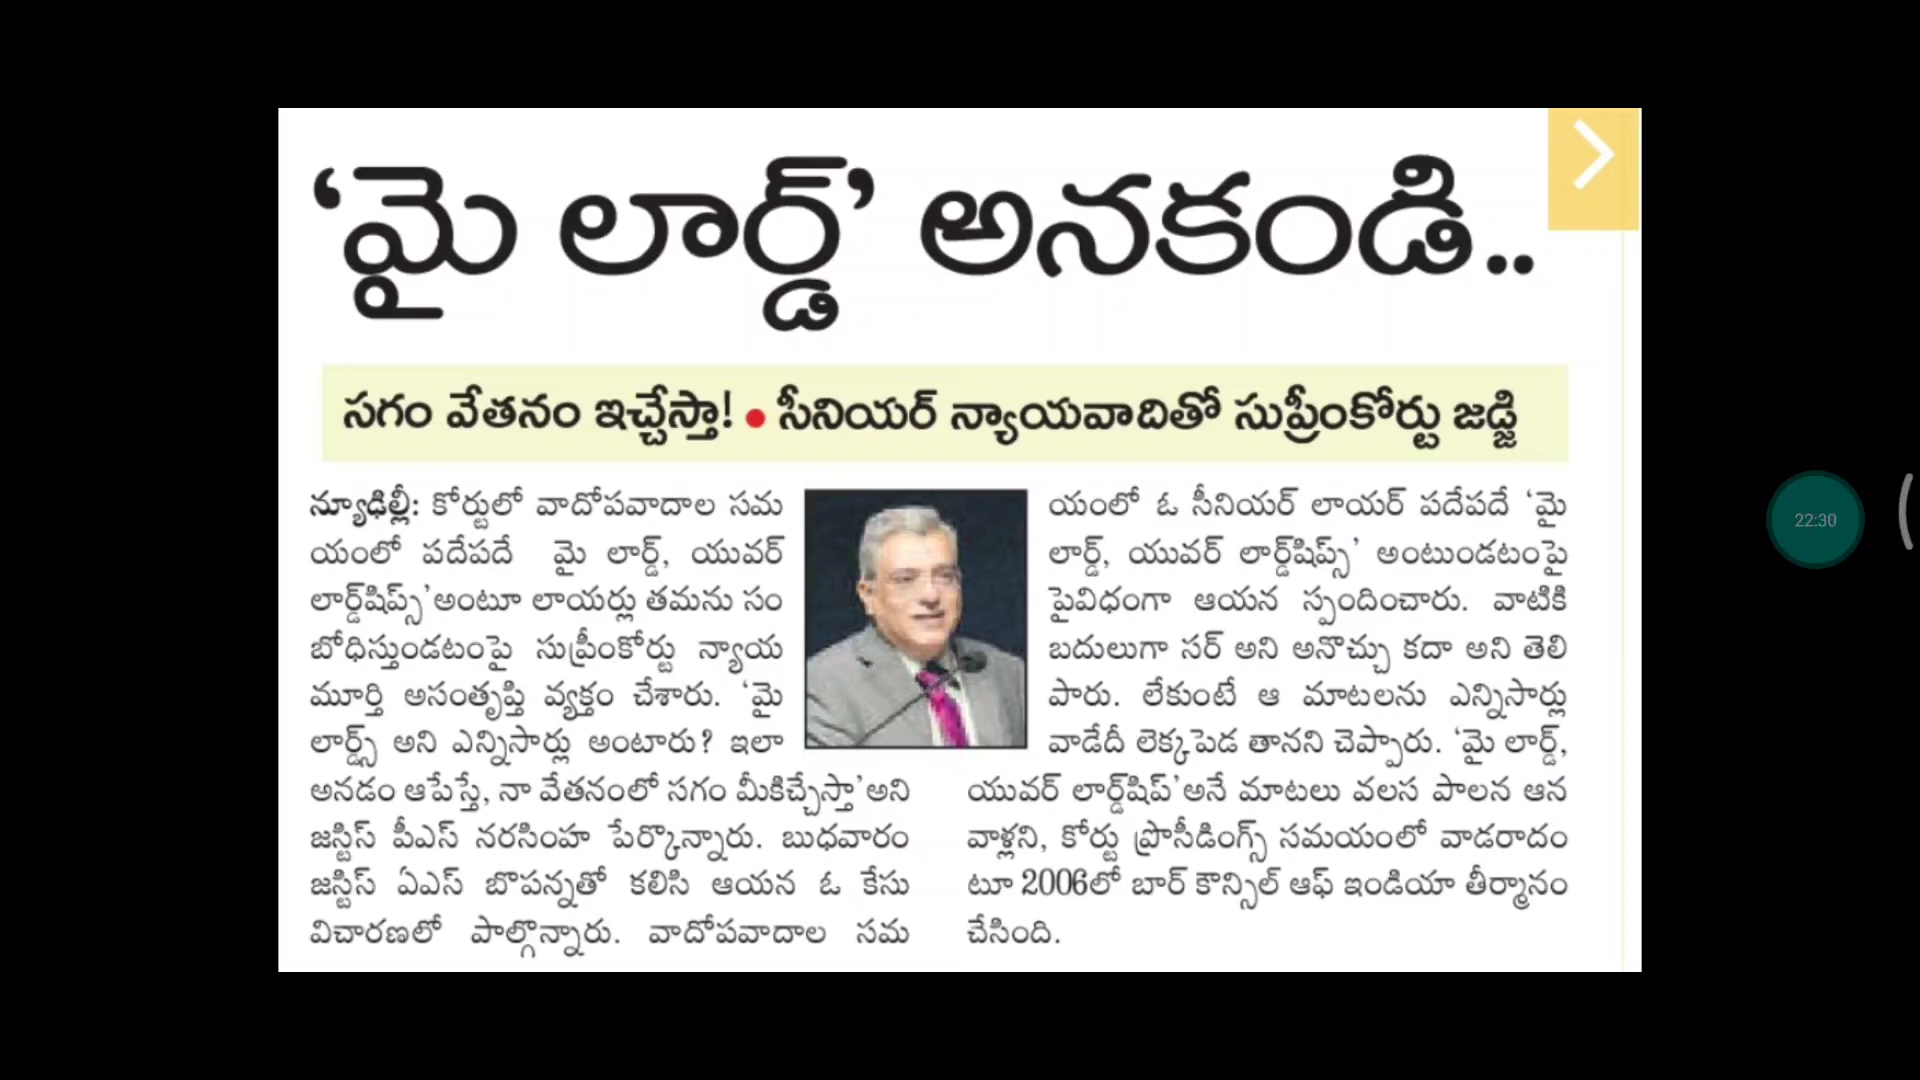 ‘మై లార్డ్’ అనకండి..
సగం వేతనం ఇచ్చేస్తా! • సీనియర్ న్యాయవాదితో సుప్రీంకోర్టు జడ్జి
న్యూఢిల్లీ: కోర్టులో వాదోపవాదాల సమ
యంలో పదేపదే మై లార్డ్, యువర్
లార్డ్‌షిప్స్’అంటూ లాయర్లు తమను సం
బోధిస్తుండటంపై సుప్రీంకోర్టు న్యాయ
మూర్తి అసంతృప్తి వ్యక్తం చేశారు. ‘మై
లార్డ్స్ అని ఎన్నిసార్లు అంటారు? ఇలా
అనడం ఆపేస్తే, నా వేతనంలో సగం మీకిచ్చేస్తా’అని
జస్టిస్ పీఎస్ నరసింహ పేర్కొన్నారు. బుధవారం
జస్టిస్ ఏఎస్ బొపన్నతో కలిసి ఆయన ఓ కేసు
విచారణలో పాల్గొన్నారు. వాదోపవాదాల సమ
యంలో ఓ సీనియర్ లాయర్ పదేపదే ‘మై
లార్డ్, యువర్ లార్డ్‌షిప్స్’ అంటుండటంపై
పైవిధంగా ఆయన స్పందించారు. వాటికి
బదులుగా సర్ అని అనొచ్చు కదా అని తెలి
పారు. లేకుంటే ఆ మాటలను ఎన్నిసార్లు
వాడేదీ లెక్కపెడ తానని చెప్పారు. ‘మై లార్డ్,
యువర్ లార్డ్‌షిప్’అనే మాటలు వలస పాలన ఆన
వాళ్లని, కోర్టు ప్రొసీడింగ్స్ సమయంలో వాడరాదం
టూ 2006లో బార్ కౌన్సిల్ ఆఫ్ ఇండియా తీర్మానం
చేసింది.
22:30